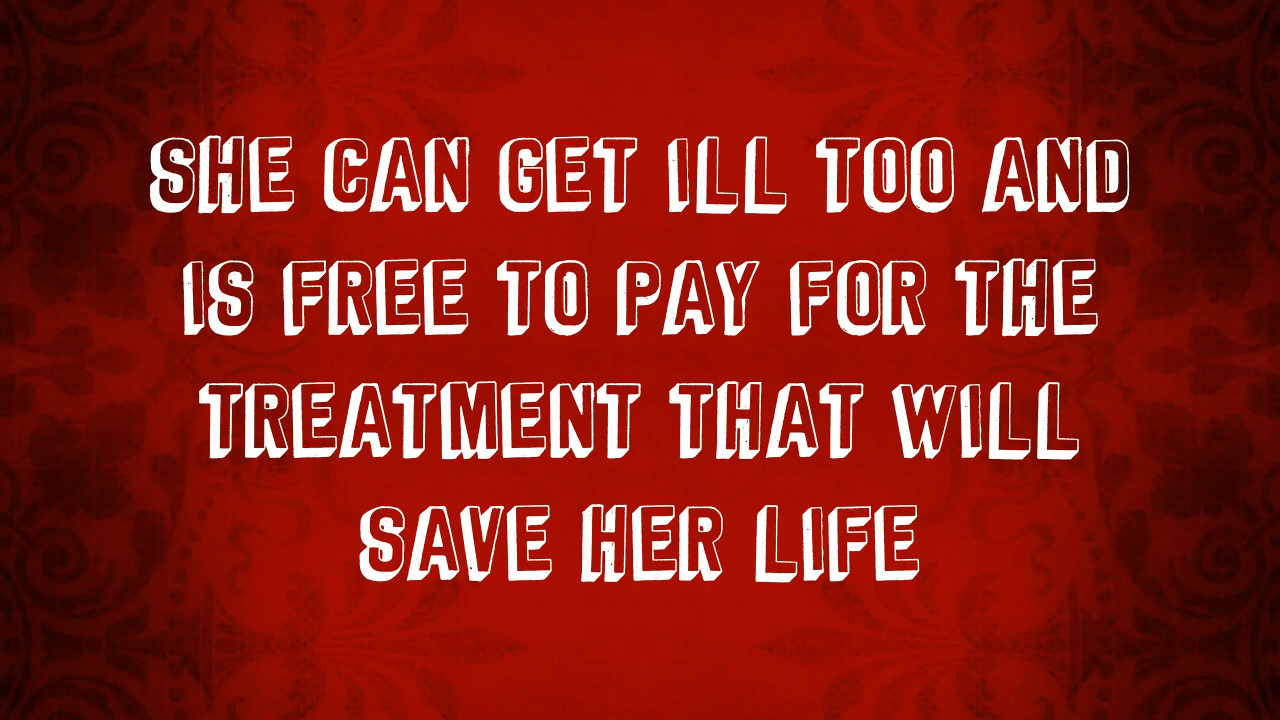 SHE CAN GET ILL TOO AND
IS FREE TO PAY FOR THE
TREATMENT THAT WILL
SAVE HER LIFE